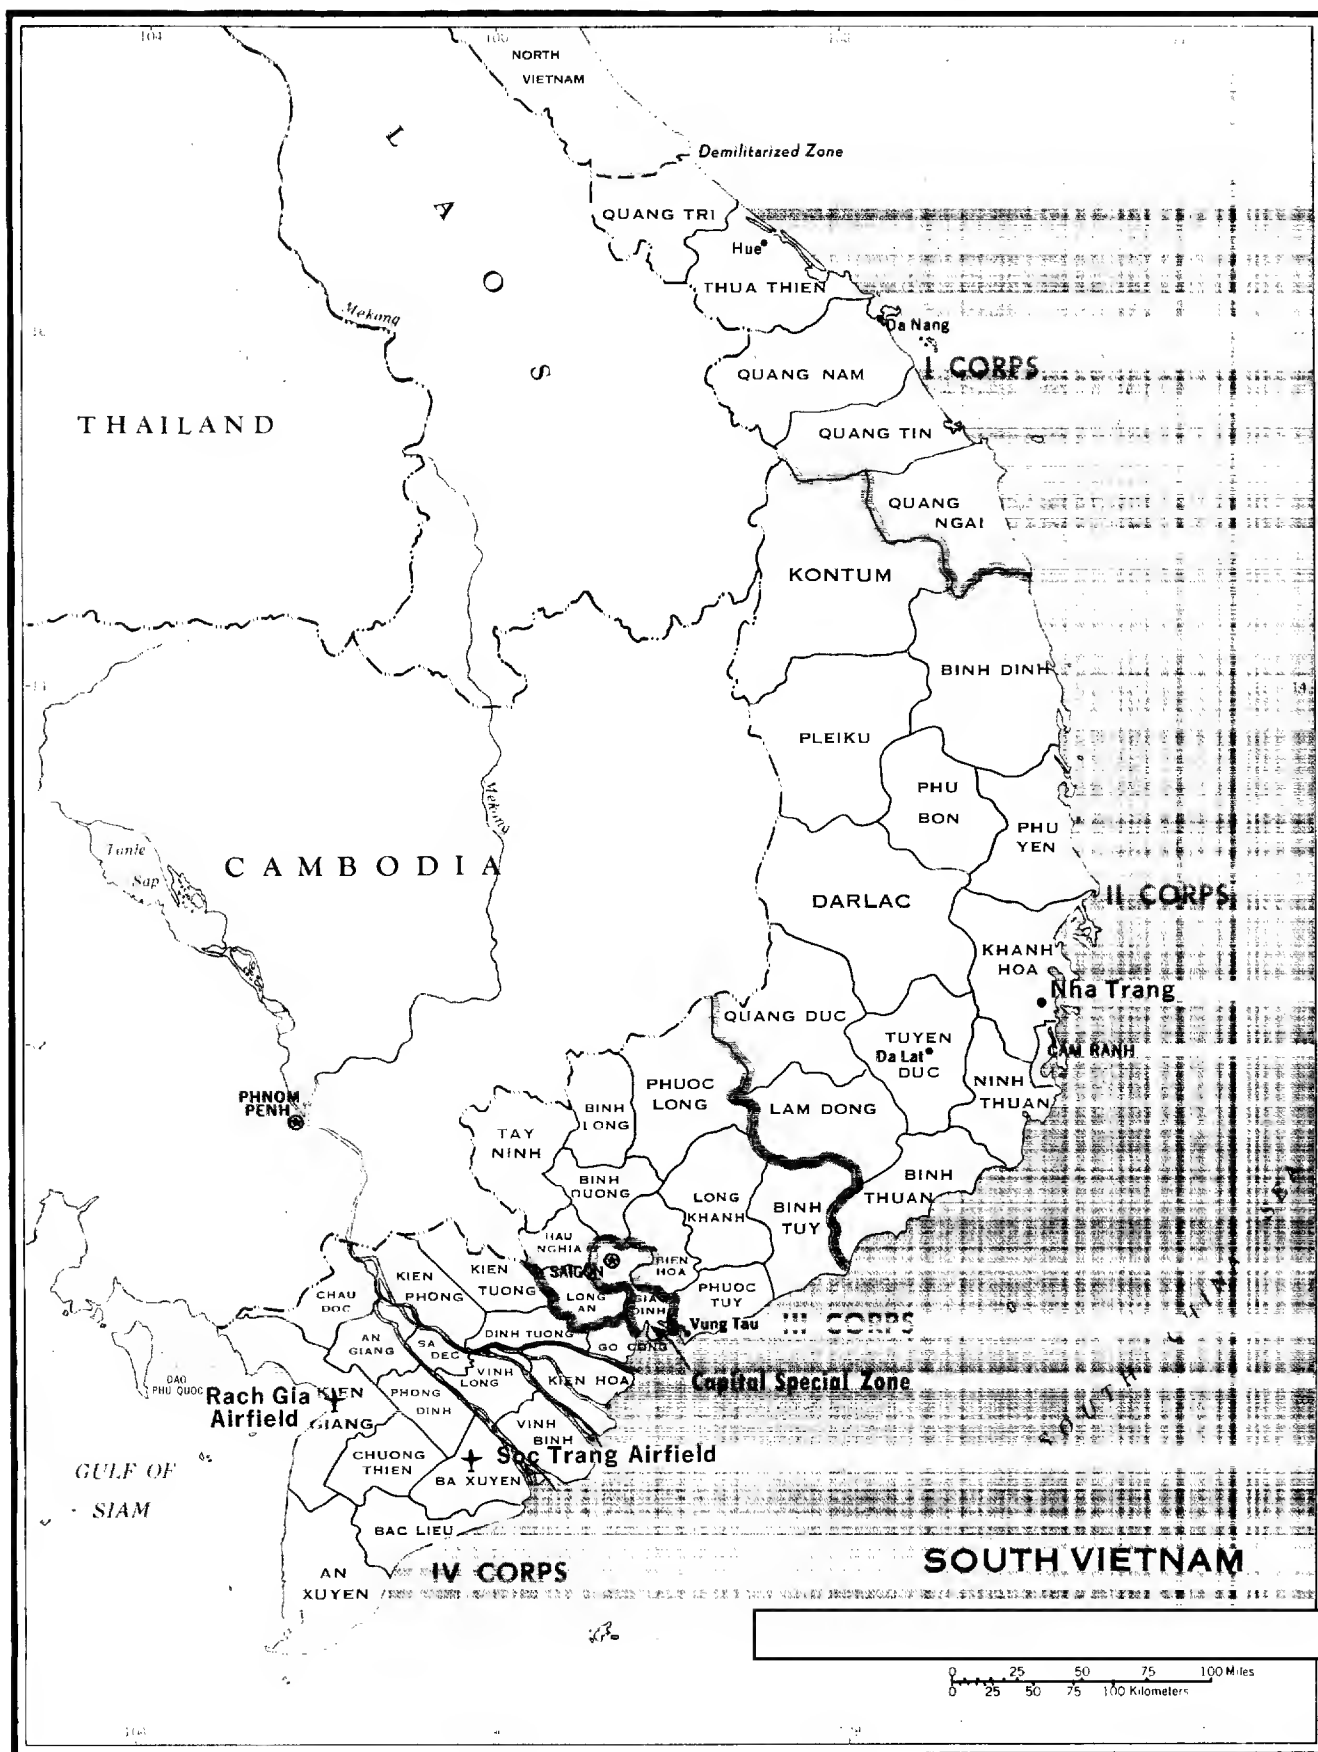 104
NORTH
VIETNAM
LAOS
Demilitarized Zone
QUANG TRI
Hue
THUA THIEN
Mekong
16
Da Nang
I CORPS
QUANG NAM
THAILAND
QUANG TIN
QUANG
NGAI
KONTUM
BINH DINH
14
PLEIKU
PHU
BON
Mekong
PHU
YEN
Tonle
Sap
CAMBODIA
DARLAC
II CORPS
KHANH
HOA
Nha Trang
QUANG DUC
TUYEN
Da Lat
DUC
CAM RANH
PHUOC
LONG
NINH
THUAN
PHNOM
PENH
BINH
LONG
LAM DONG
TAY
NINH
BINH
DUONG
BINH
THUAN
LONG
KHANH
BINH
TUY
HAU
NGHIA
BIEN
HOA
SAIGON
KIEN
PHONG
KIEN
TUONG
PHUOC
TUY
CHAU
DOC
LONG
AN
GIA
DINH
Vung Tau
III CORPS
AN
GIANG
SA
DEC
DINH TUONG
GO CONG
VINH
LONG
KIEN HOA
Capital Special Zone
DAO
PHU QUOC
Rach Gia
Airfield
KIEN
GIANG
PHONG
DINH
VINH
BINH
SOUTH CHINA SEA
CHUONG
THIEN
Soc Trang Airfield
BA XUYEN
GULF OF
SIAM
BAC LIEU
IV CORPS
AN
XUYEN
SOUTH VIETNAM
0 25 50 75 100 Miles
0 25 50 75 100 Kilometers